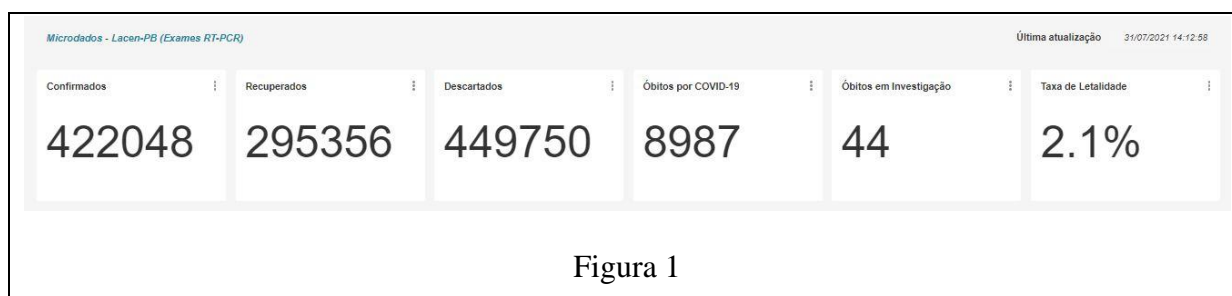 Microdados - Lacen-PB (Exames RT-PCR)
Última atualização 31/07/2021 14:12:58
Confirmados Recuperados Descartados Óbitos por COVID-19 Óbitos em Investigação Taxa de Letalidade
422048 295356 449750 8987 44 2.1%
Figura 1